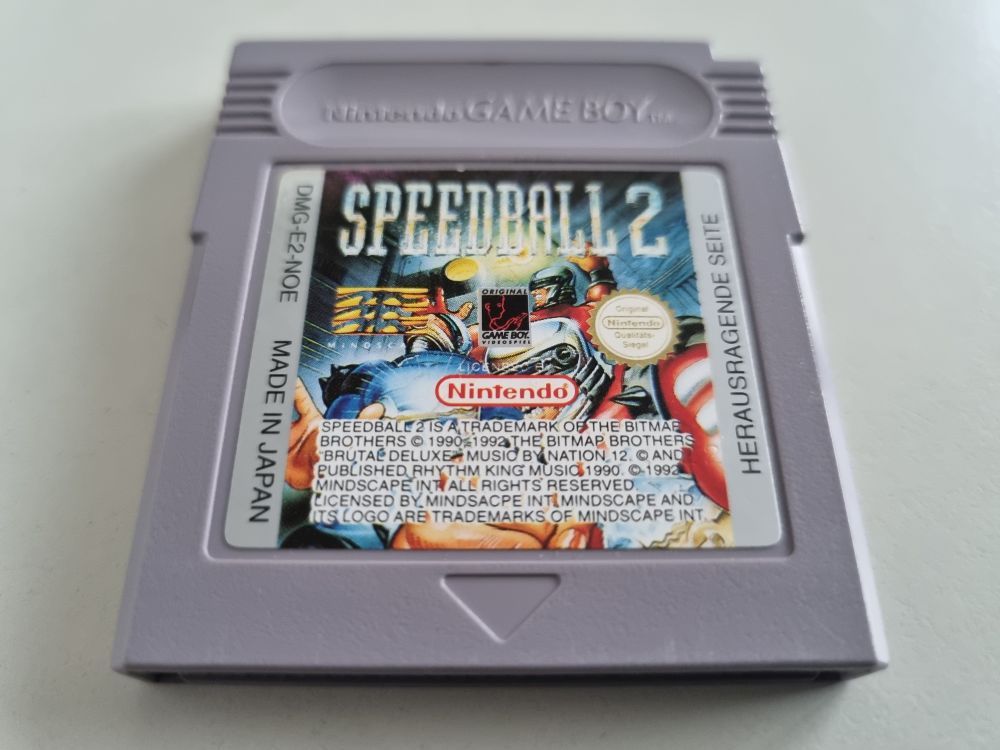 Nintendo GAME BOY TM
SPEEDBALL 2
DMG-E2-NOE MADE IN JAPAN
HERAUSRAGENDE SEITE
MINDSC
ORIGINAL
GAME BOY
VIDEOSPIEL
Original
Nintendo
Qualitäts-
Siegel
LICENSED BY
Nintendo
SPEEDBALL 2 IS A TRADEMARK OF THE BITMAP
BROTHERS © 1990-1992 THE BITMAP BROTHERS
"BRUTAL DELUXE" MUSIC BY NATION 12. © AND
PUBLISHED RHYTHM KING MUSIC 1990. © 1992
MINDSCAPE INT. ALL RIGHTS RESERVED
LICENSED BY MINDSACPE INT. MINDSCAPE AND
ITS LOGO ARE TRADEMARKS OF MINDSCAPE INT.